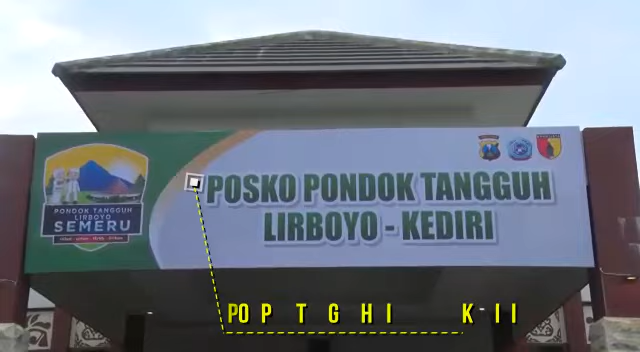 POSKO PONDOK TANGGUH
LIRBOYO - KEDIRI
PONDOK TANGGUH
LIRBOYO
SEMERU
PO P T G H I K - I I